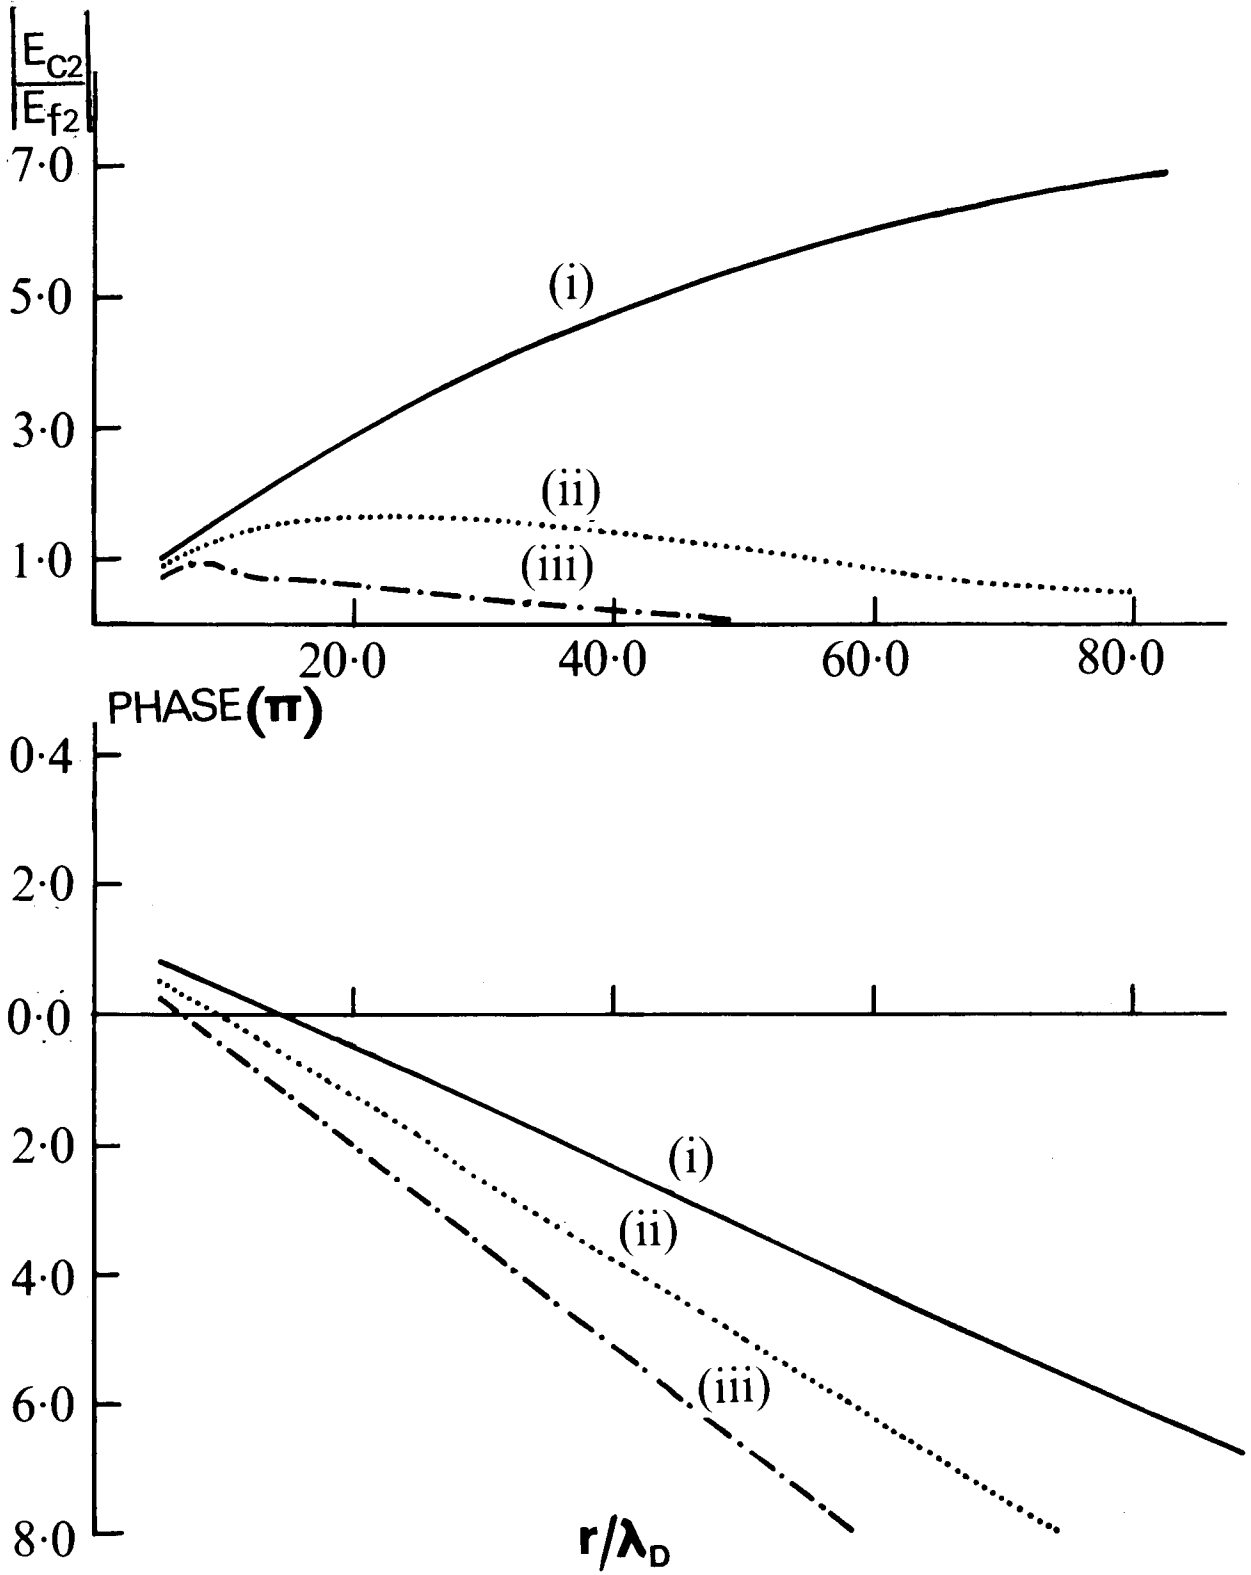 |E_C2|
|E_f2|
7·0
5·0
3·0
1·0
(i)
(ii)
(iii)
20·0 40·0 60·0 80·0
PHASE (π)
0·4
2·0
0·0
2·0
4·0
6·0
8·0
(i)
(ii)
(iii)
r/λ_D